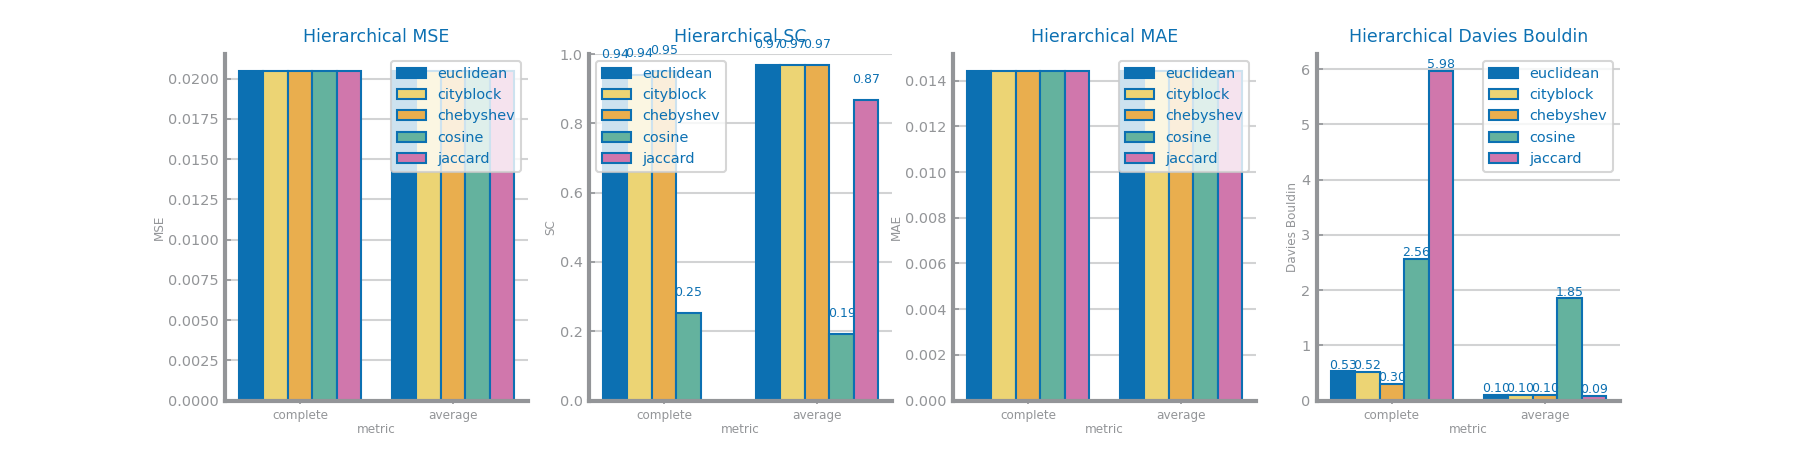 Hierarchical MSE
0.0200
0.0175
0.0150
0.0125
0.0100
0.0075
0.0050
0.0025
0.0000
MSE
euclidean
cityblock
chebyshev
cosine
jaccard
complete
average
metric
Hierarchical SC
1.0
0.8
0.6
0.4
0.2
0.0
SC
0.94
0.94
0.95
0.25
0.97
0.97
0.97
0.19
0.87
euclidean
cityblock
chebyshev
cosine
jaccard
complete
average
metric
Hierarchical MAE
0.014
0.012
0.010
0.008
0.006
0.004
0.002
0.000
MAE
euclidean
cityblock
chebyshev
cosine
jaccard
complete
average
metric
Hierarchical Davies Bouldin
6
5
4
3
2
1
0
Davies Bouldin
0.53
0.52
0.30
2.56
5.98
0.10
0.10
0.10
1.85
0.09
euclidean
cityblock
chebyshev
cosine
jaccard
complete
average
metric